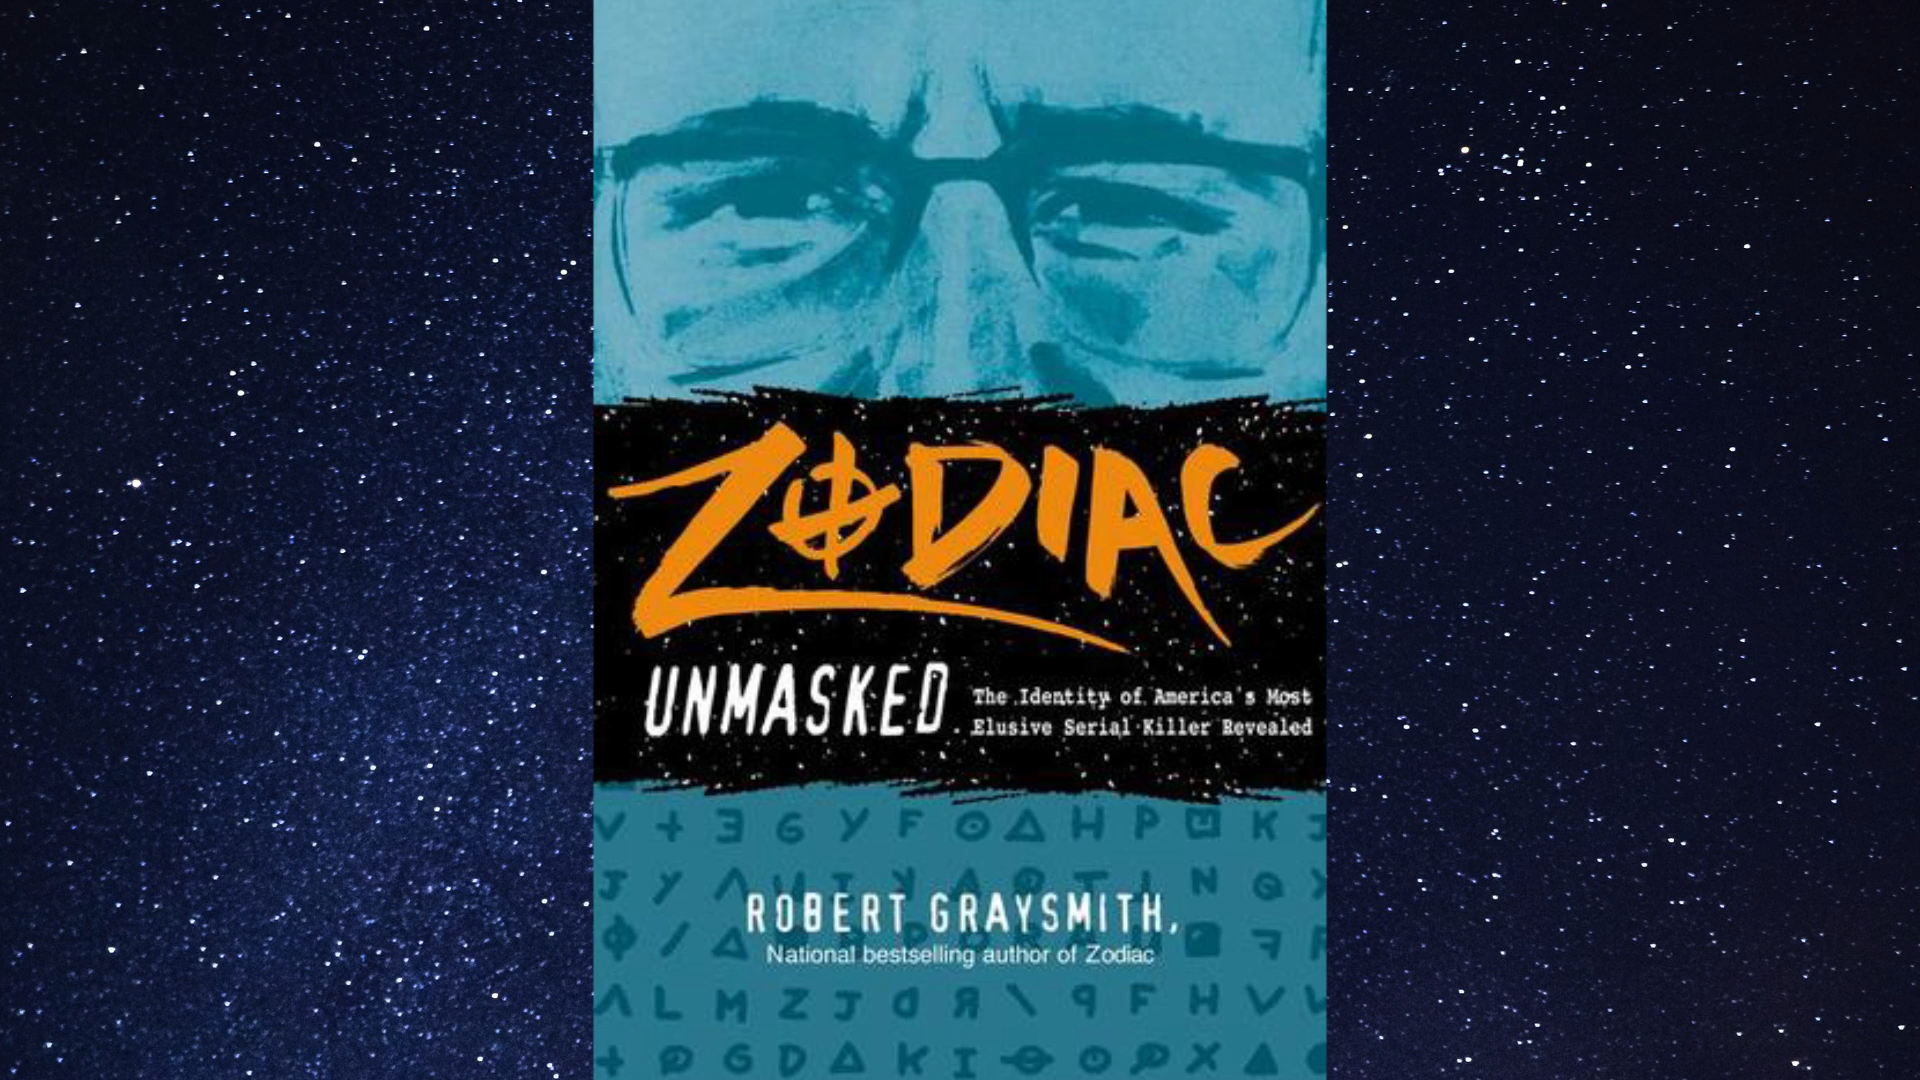 ZODIAC
UNMASKED
The Identity of America's Most
Elusive Serial Killer Revealed
V + Ǝ G Y F ⊙ △ H P ⊡ K
ROBERT GRAYSMITH,
National bestselling author of Zodiac
Λ L M Z J ᗡ Я \ ꟼ F H V V
+ G D △ K I ⊖ ⊙ X ▲